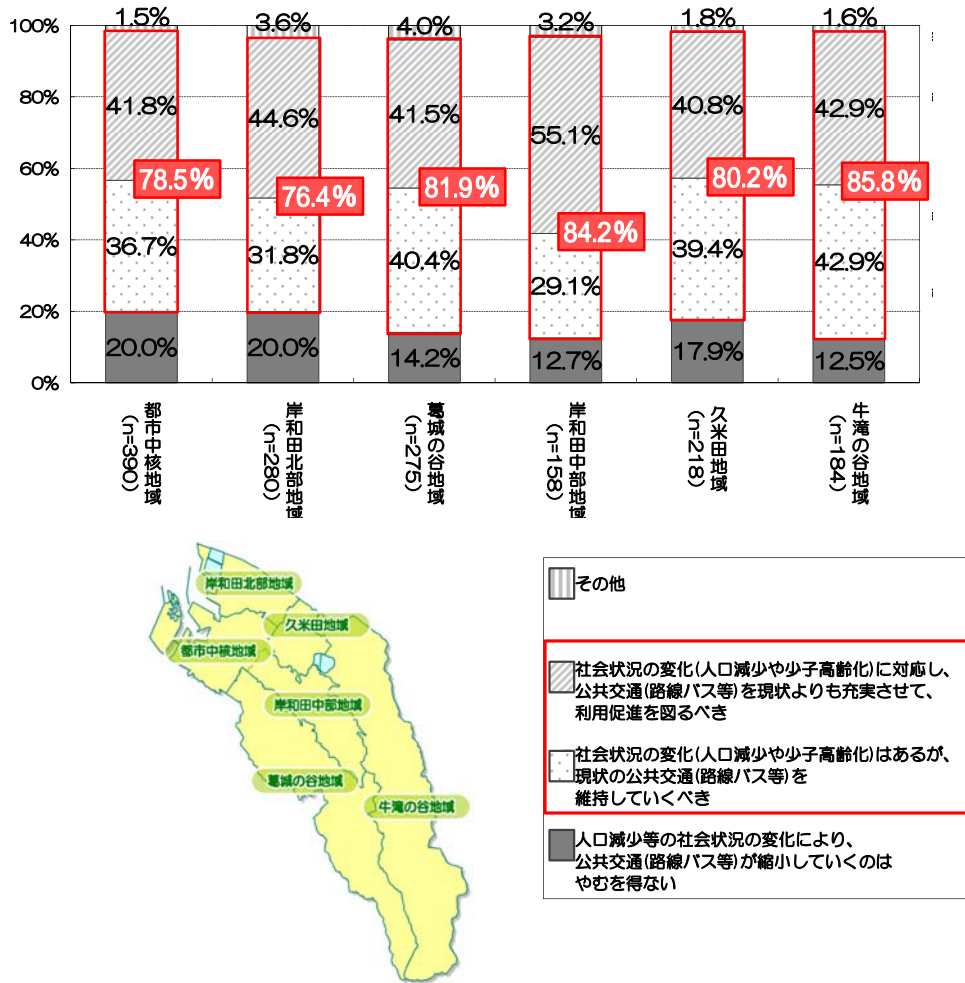 100%
80%
60%
40%
20%
0%
1.5%
3.6%
4.0%
3.2%
1.8%
1.6%
41.8%
44.6%
41.5%
55.1%
40.8%
42.9%
78.5%
76.4%
81.9%
84.2%
80.2%
85.8%
36.7%
31.8%
40.4%
29.1%
39.4%
42.9%
20.0%
20.0%
14.2%
12.7%
17.9%
12.5%
都市中核地域
(n=390)
岸和田北部地域
(n=280)
葛城の谷地域
(n=275)
岸和田中部地域
(n=158)
久米田地域
(n=218)
牛滝の谷地域
(n=184)
岸和田北部地域
久米田地域
都市中核地域
岸和田中部地域
葛城の谷地域
牛滝の谷地域
その他
社会状況の変化(人口減少や少子高齢化)に対応し、
公共交通(路線バス等)を現状よりも充実させて、
利用促進を図るべき
社会状況の変化(人口減少や少子高齢化)はあるが、
現状の公共交通(路線バス等)を
維持していくべき
人口減少等の社会状況の変化により、
公共交通(路線バス等)が縮小していくのは
やむを得ない